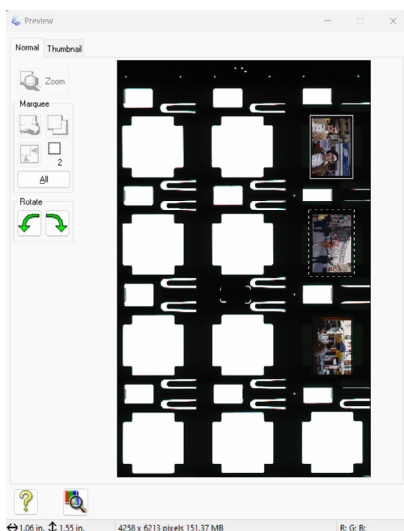 Preview
Normal Thumbnail
Zoom
Marquee
2
All
Rotate
1.06 in. 1.55 in. 4258 x 6213 pixels 151.37 MB R: G: B: